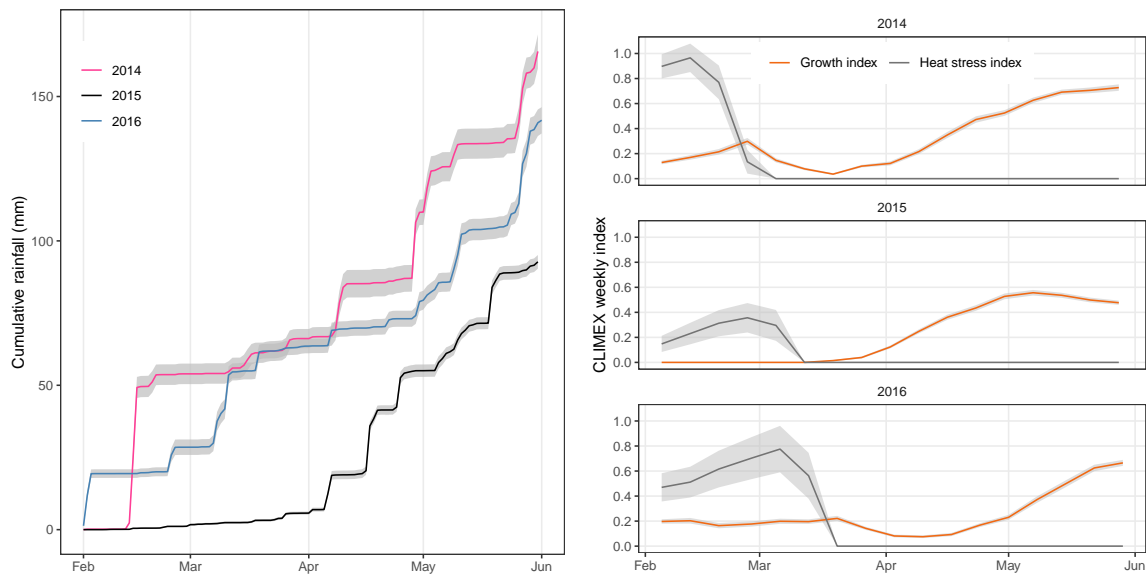 Cumulative rainfall (mm)
150
100
50
0
2014
2015
2016
Feb
Mar
Apr
May
Jun
CLIMEX weekly index
2014
1.0
0.8
0.6
0.4
0.2
0.0
Growth index
Heat stress index
2015
1.0
0.8
0.6
0.4
0.2
0.0
2016
1.0
0.8
0.6
0.4
0.2
0.0
Feb
Mar
Apr
May
Jun